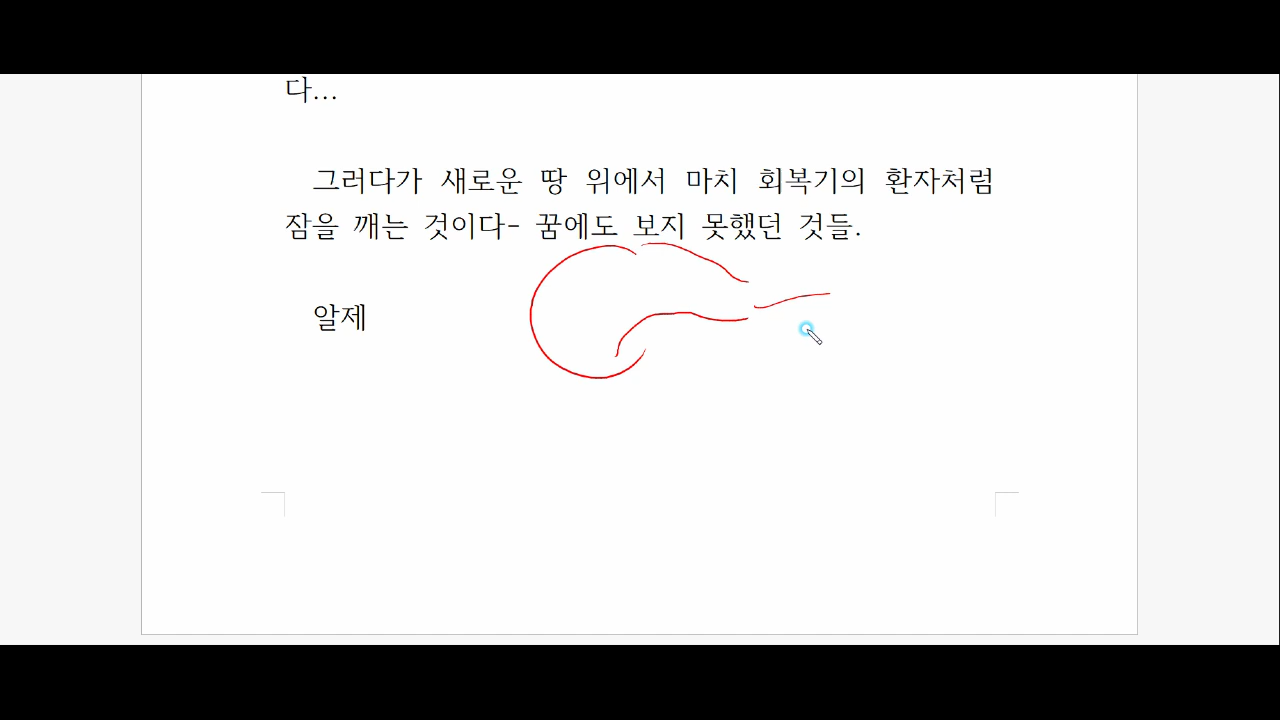 다...
그러다가 새로운 땅 위에서 마치 회복기의 환자처럼
잠을 깨는 것이다- 꿈에도 보지 못했던 것들.
알제